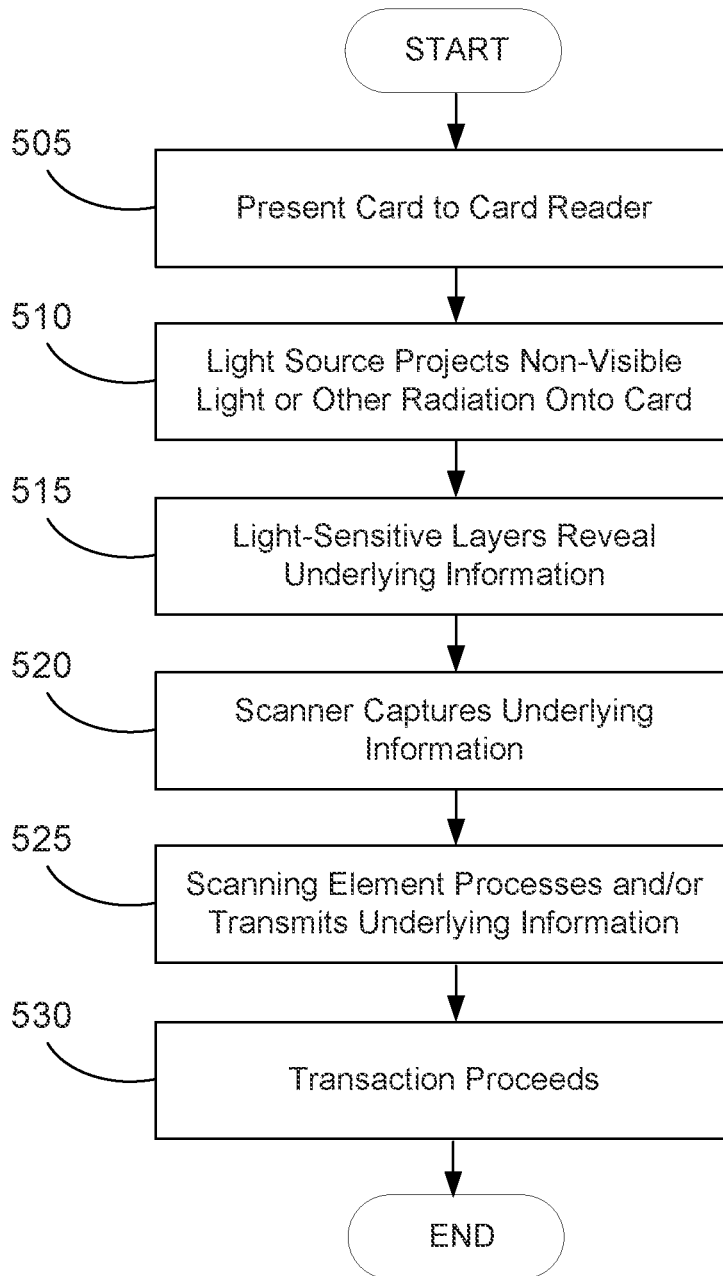 START
505
Present Card to Card Reader
510
Light Source Projects Non-Visible
Light or Other Radiation Onto Card
515
Light-Sensitive Layers Reveal
Underlying Information
520
Scanner Captures Underlying
Information
525
Scanning Element Processes and/or
Transmits Underlying Information
530
Transaction Proceeds
END